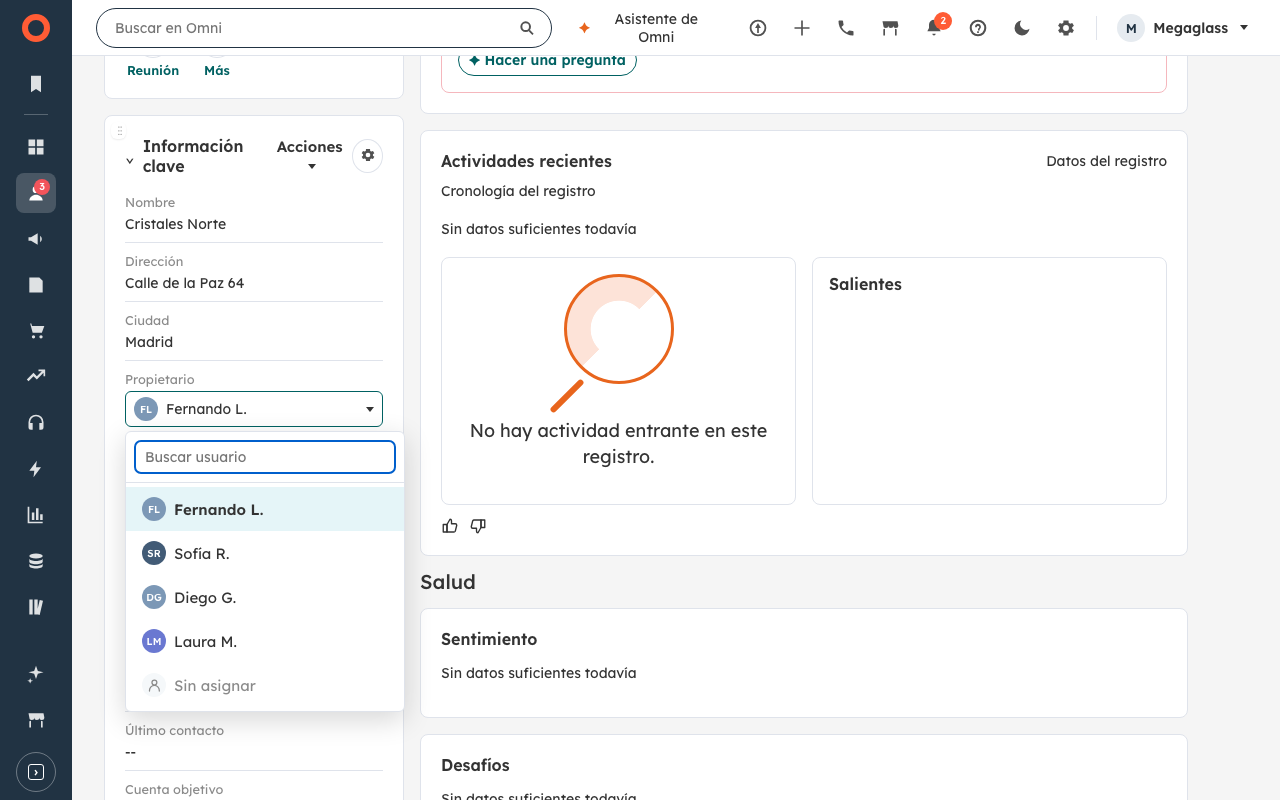 Buscar en Omni
Asistente de
Omni
2
M
Megaglass
3
Reunión
Más
Información
clave
Acciones
Nombre
Cristales Norte
Dirección
Calle de la Paz 64
Ciudad
Madrid
Propietario
FL Fernando L.
Buscar usuario
FL Fernando L.
SR Sofía R.
DG Diego G.
LM Laura M.
Sin asignar
Último contacto
--
Cuenta objetivo
Hacer una pregunta
Actividades recientes
Datos del registro
Cronología del registro
Sin datos suficientes todavía
No hay actividad entrante en este
registro.
Salientes
Salud
Sentimiento
Sin datos suficientes todavía
Desafíos
Sin datos suficientes todavía